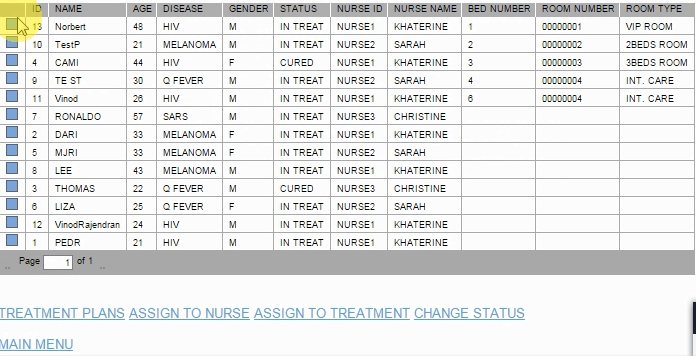 ID NAME AGE DISEASE GENDER STATUS NURSE ID NURSE NAME BED NUMBER ROOM NUMBER ROOM TYPE
13 Norbert 48 HIV M IN TREAT NURSE1 KHATERINE 1 00000001 VIP ROOM
10 TestP 21 MELANOMA M IN TREAT NURSE2 SARAH 2 00000002 2BEDS ROOM
4 CAMI 44 HIV F CURED NURSE1 KHATERINE 3 00000003 3BEDS ROOM
9 TE ST 30 Q FEVER M IN TREAT NURSE2 SARAH 4 00000004 INT. CARE
11 Vinod 26 HIV M IN TREAT NURSE1 KHATERINE 6 00000004 INT. CARE
7 RONALDO 57 SARS M IN TREAT NURSE3 CHRISTINE
2 DARI 33 MELANOMA F IN TREAT NURSE1 KHATERINE
5 MJRI 33 MELANOMA F IN TREAT NURSE2 SARAH
8 LEE 43 MELANOMA M IN TREAT NURSE1 KHATERINE
3 THOMAS 22 Q FEVER M CURED NURSE3 CHRISTINE
6 LIZA 25 Q FEVER F IN TREAT NURSE2 SARAH
12 VinodRajendran 24 HIV M IN TREAT NURSE1 KHATERINE
1 PEDR 21 HIV M IN TREAT NURSE1 KHATERINE
.. Page 1 of 1 ..
TREATMENT PLANS ASSIGN TO NURSE ASSIGN TO TREATMENT CHANGE STATUS
MAIN MENU